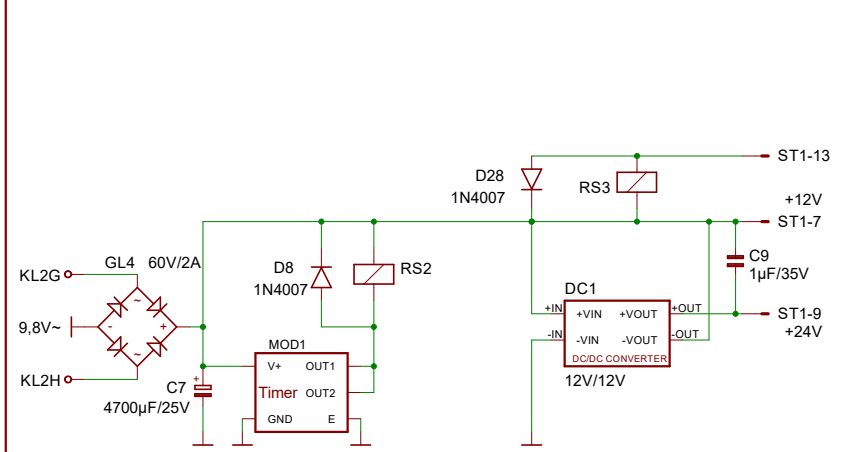 ST1-13
D28
1N4007
RS3
+12V
ST1-7
GL4 60V/2A
KL2G
D8
1N4007
RS2
C9
1µF/35V
DC1
+IN +VIN +VOUT +OUT
ST1-9
+24V
9,8V~
~
- +
~
-IN -VIN -VOUT -OUT
DC/DC CONVERTER
12V/12V
MOD1
V+ OUT1
Timer OUT2
GND E
KL2H
+
C7
4700µF/25V